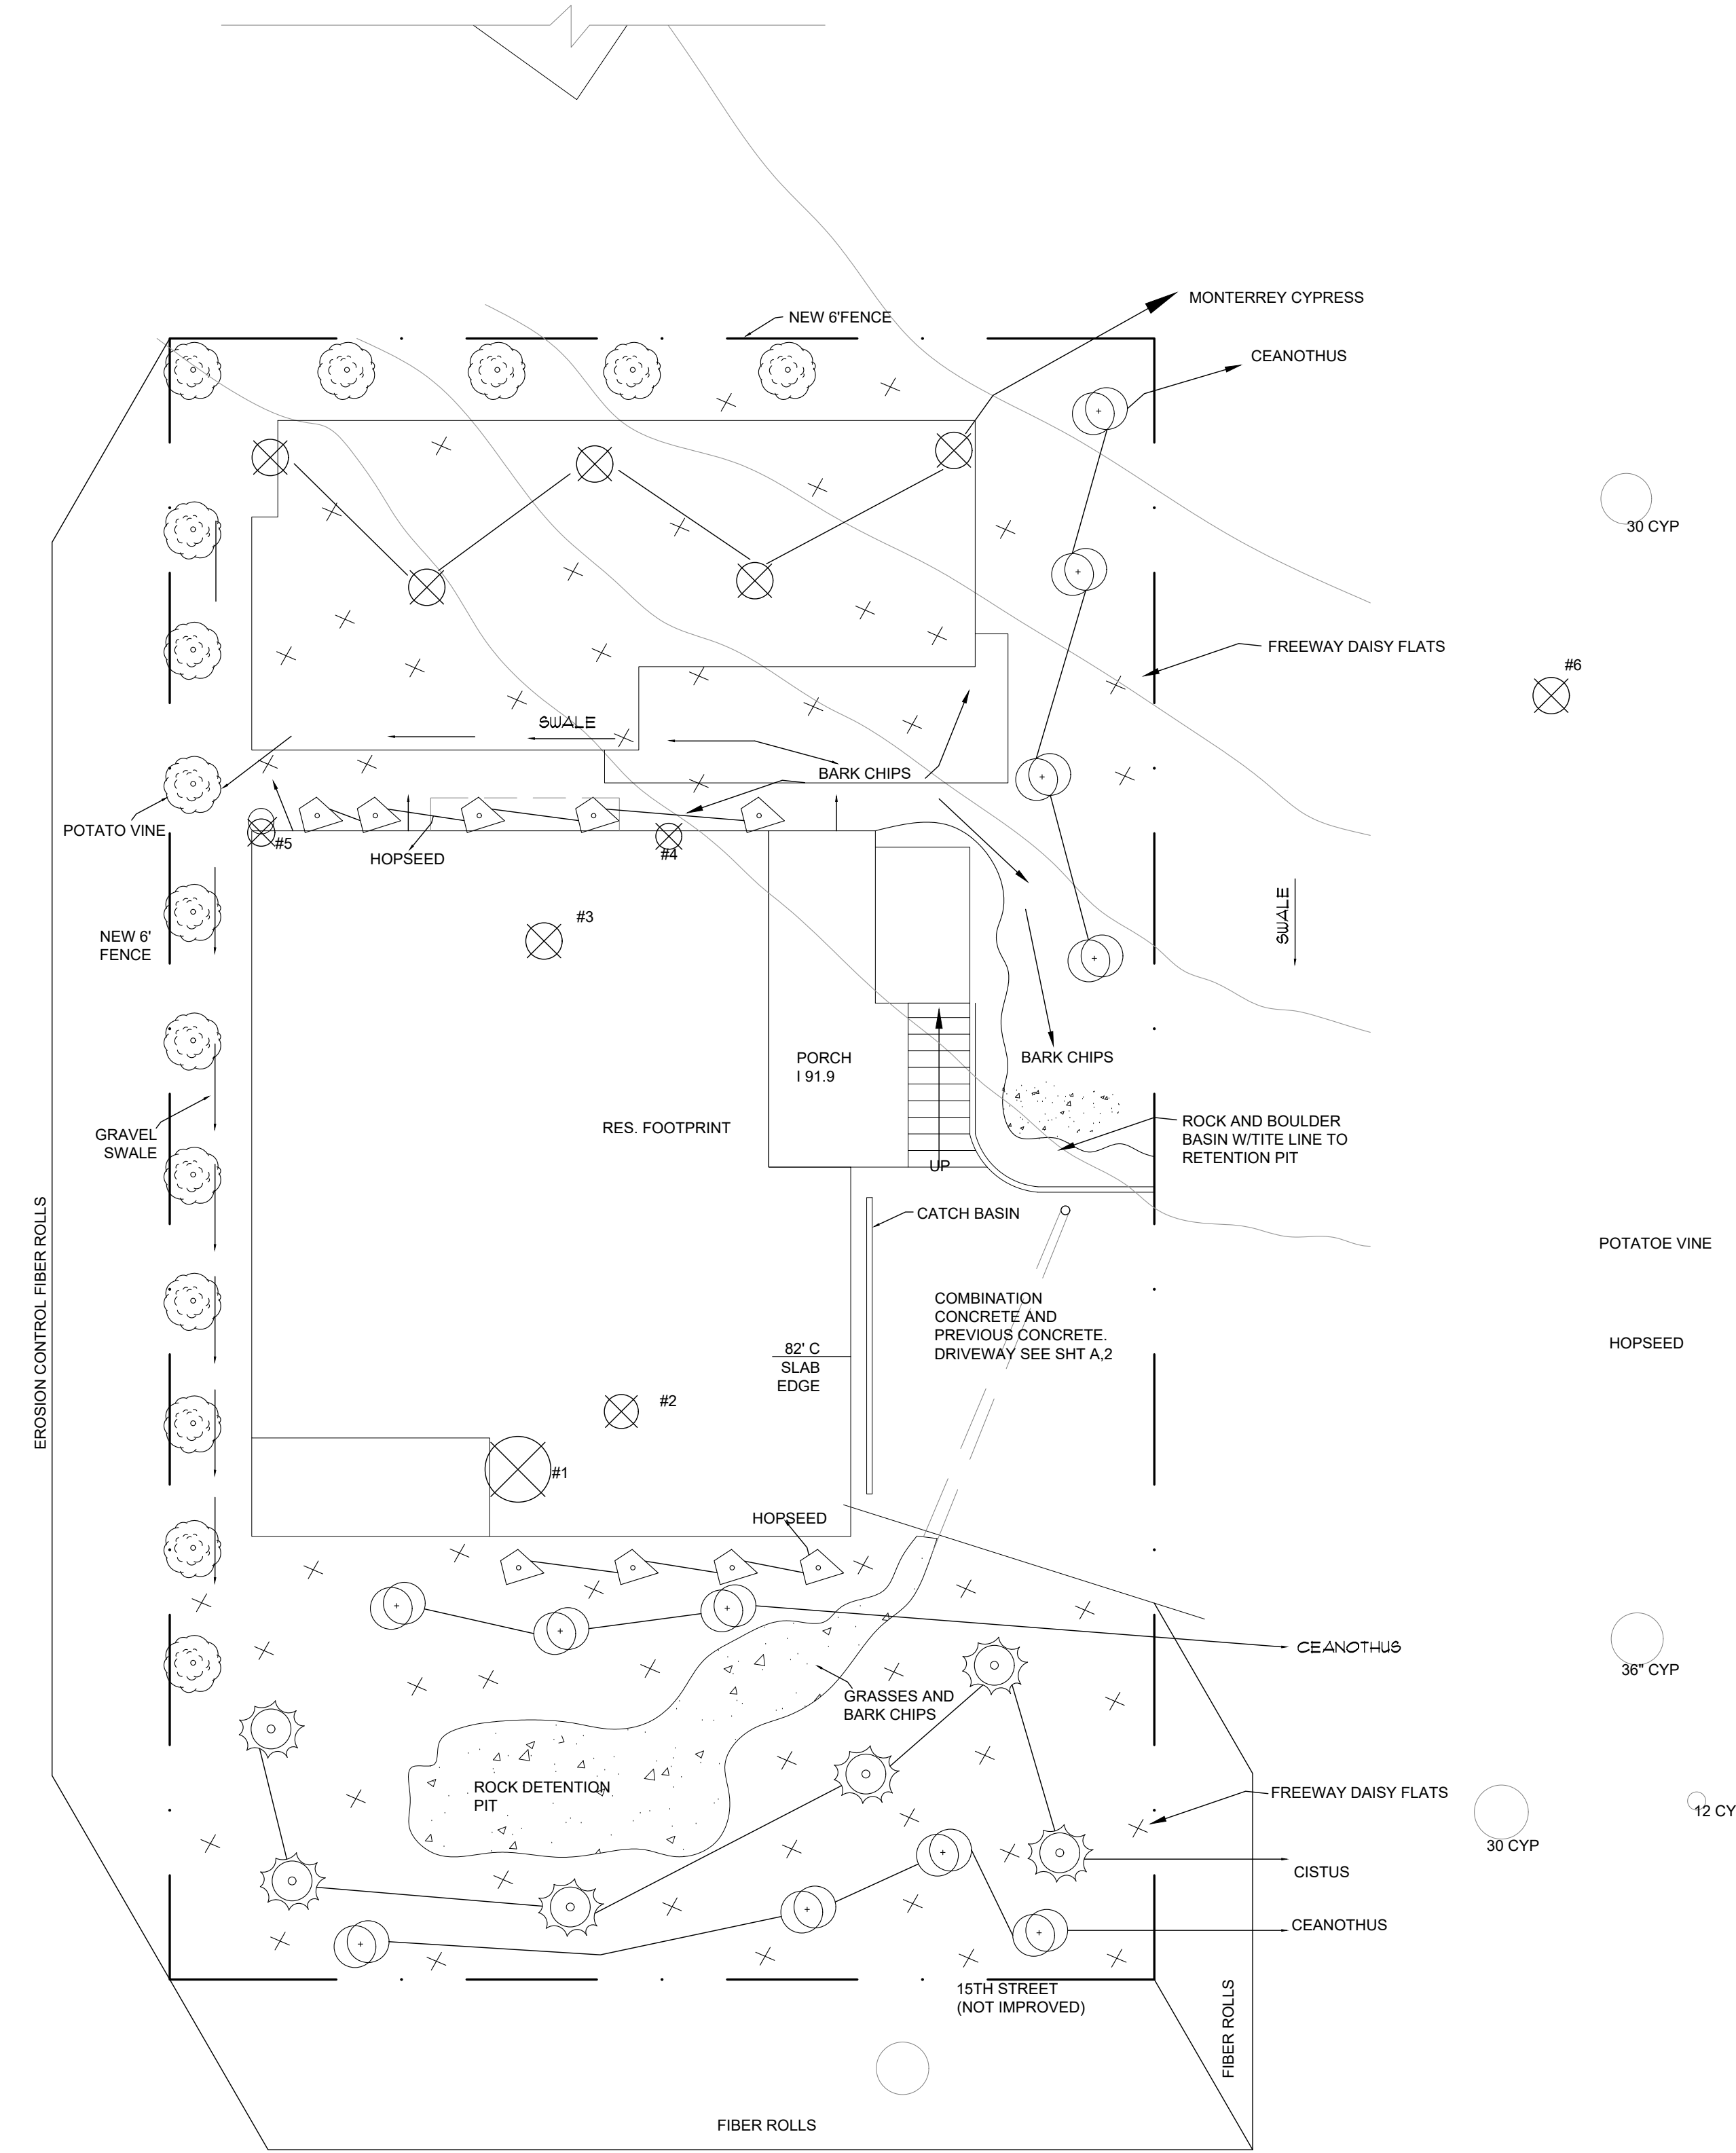 MONTERREY CYPRESS
NEW 6'FENCE
CEANOTHUS
30 CYP
FREEWAY DAISY FLATS
#6
SWALE
BARK CHIPS
POTATO VINE
#5
HOPSEED
#4
#3
NEW 6'
FENCE
SWALE
PORCH
I 91.9
BARK CHIPS
RES. FOOTPRINT
ROCK AND BOULDER
BASIN W/TITE LINE TO
RETENTION PIT
GRAVEL
SWALE
UP
CATCH BASIN
EROSION CONTROL FIBER ROLLS
POTATOE VINE
COMBINATION
CONCRETE AND
PREVIOUS CONCRETE.
DRIVEWAY SEE SHT A,2
HOPSEED
82' C
SLAB
EDGE
#2
#1
HOPSEED
CEANOTHUS
36" CYP
GRASSES AND
BARK CHIPS
ROCK DETENTION
PIT
FREEWAY DAISY FLATS
12 CY
30 CYP
CISTUS
CEANOTHUS
15TH STREET
(NOT IMPROVED)
FIBER ROLLS
FIBER ROLLS